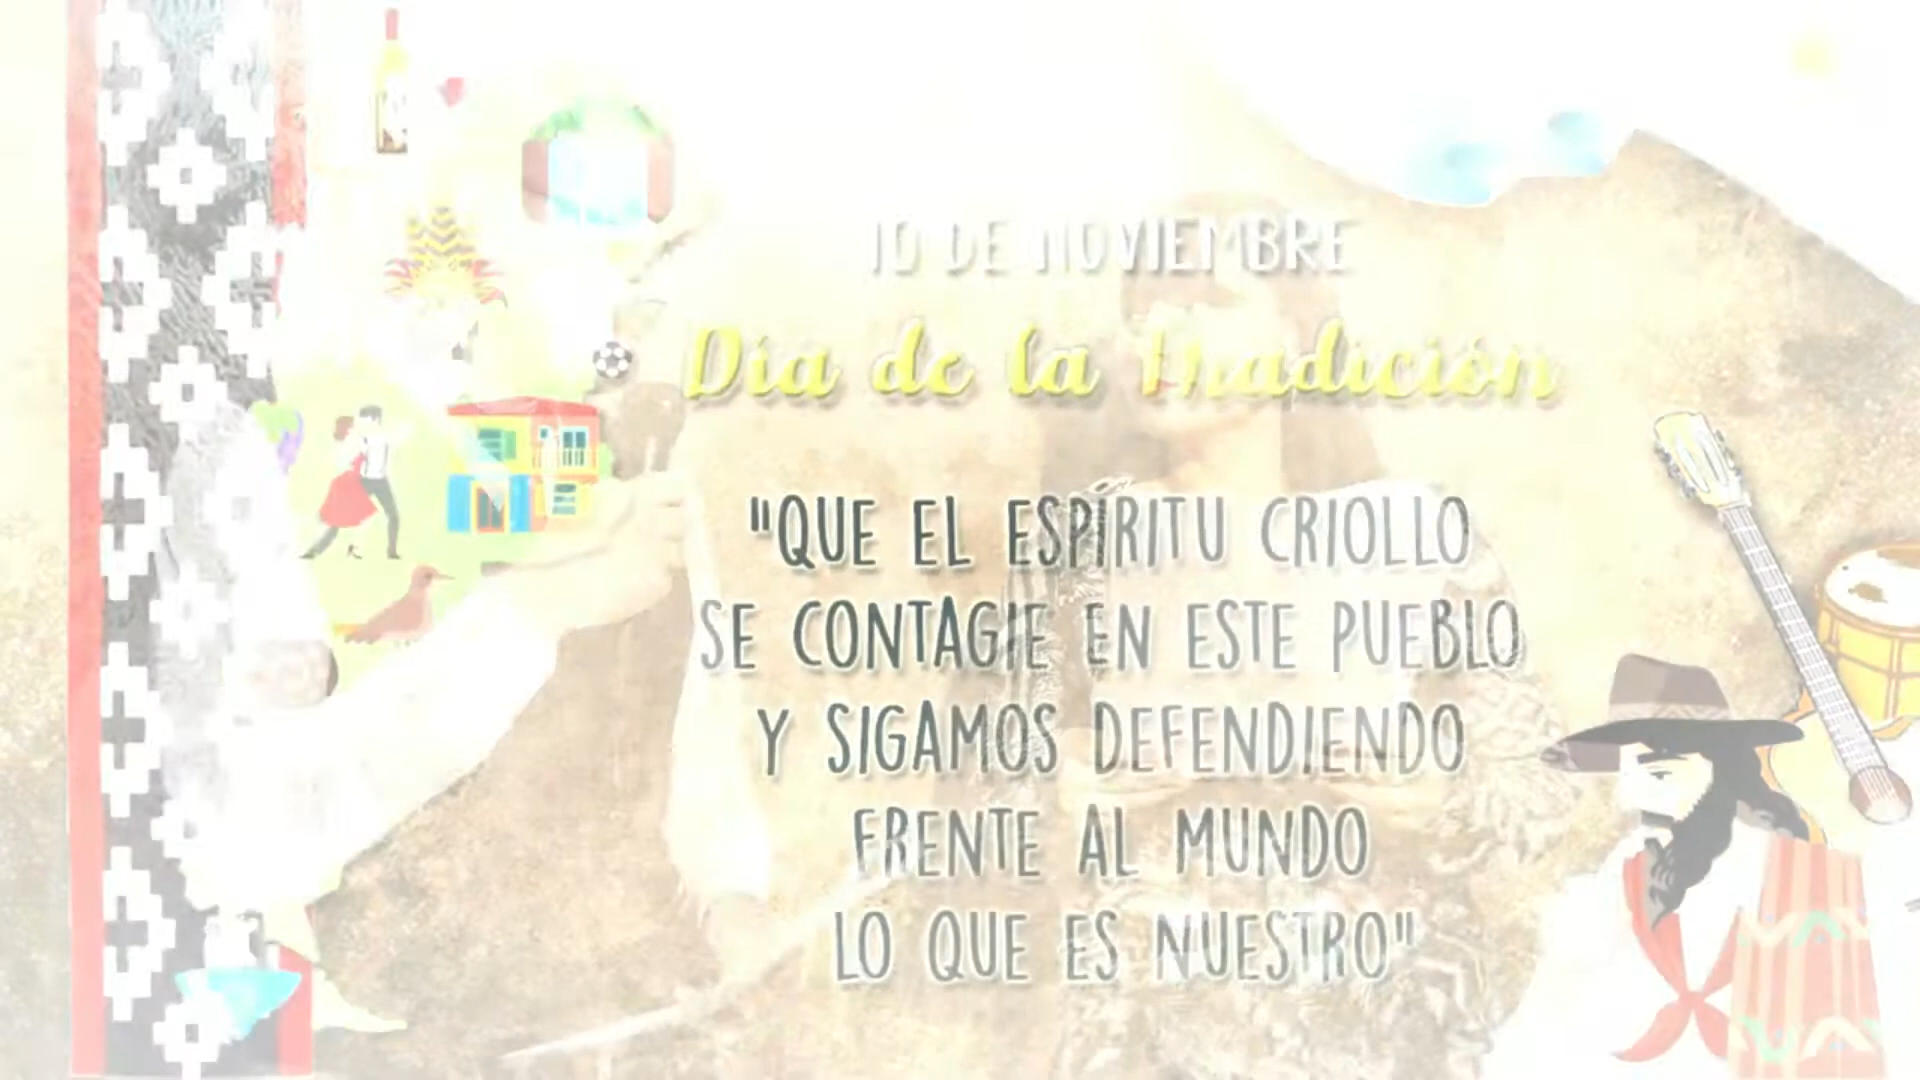 10 DE NOVIEMBRE
Día de la Tradición
"QUE EL ESPÍRITU CRIOLLO
SE CONTAGIE EN ESTE PUEBLO
Y SIGAMOS DEFENDIENDO
FRENTE AL MUNDO
LO QUE ES NUESTRO"